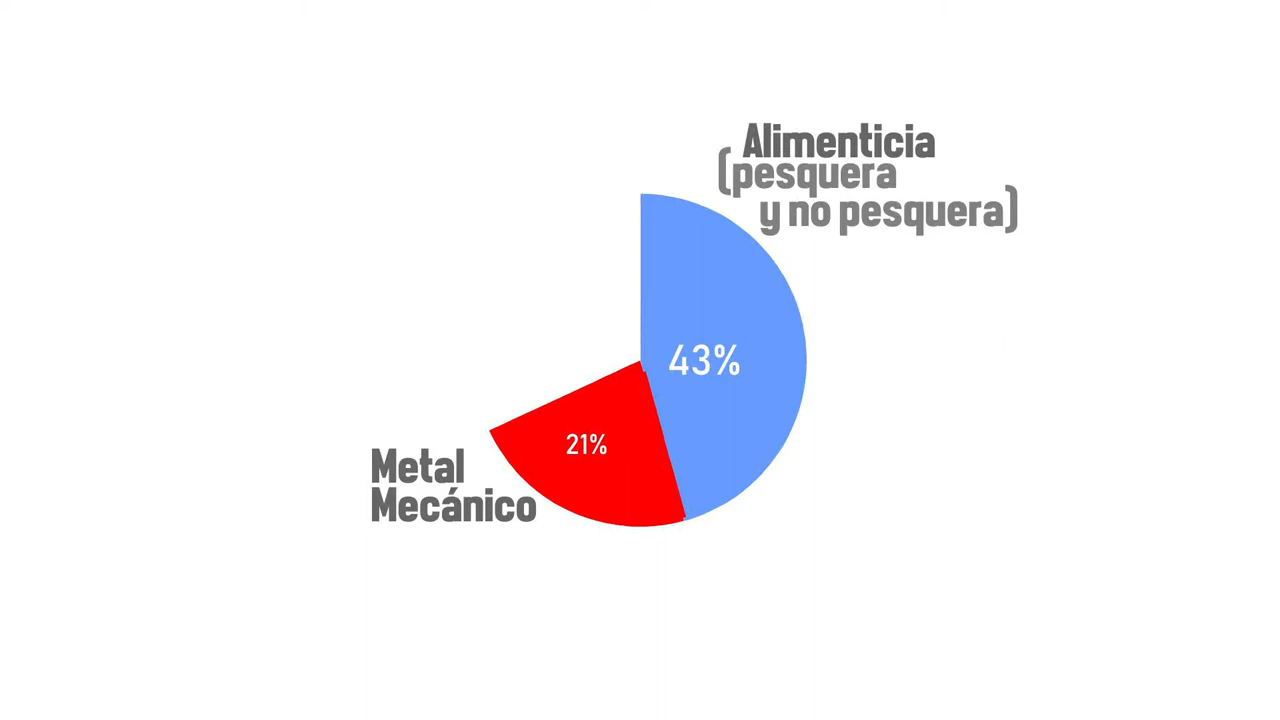 Alimenticia
(pesquera
y no pesquera)
43%
21%
Metal
Mecánico